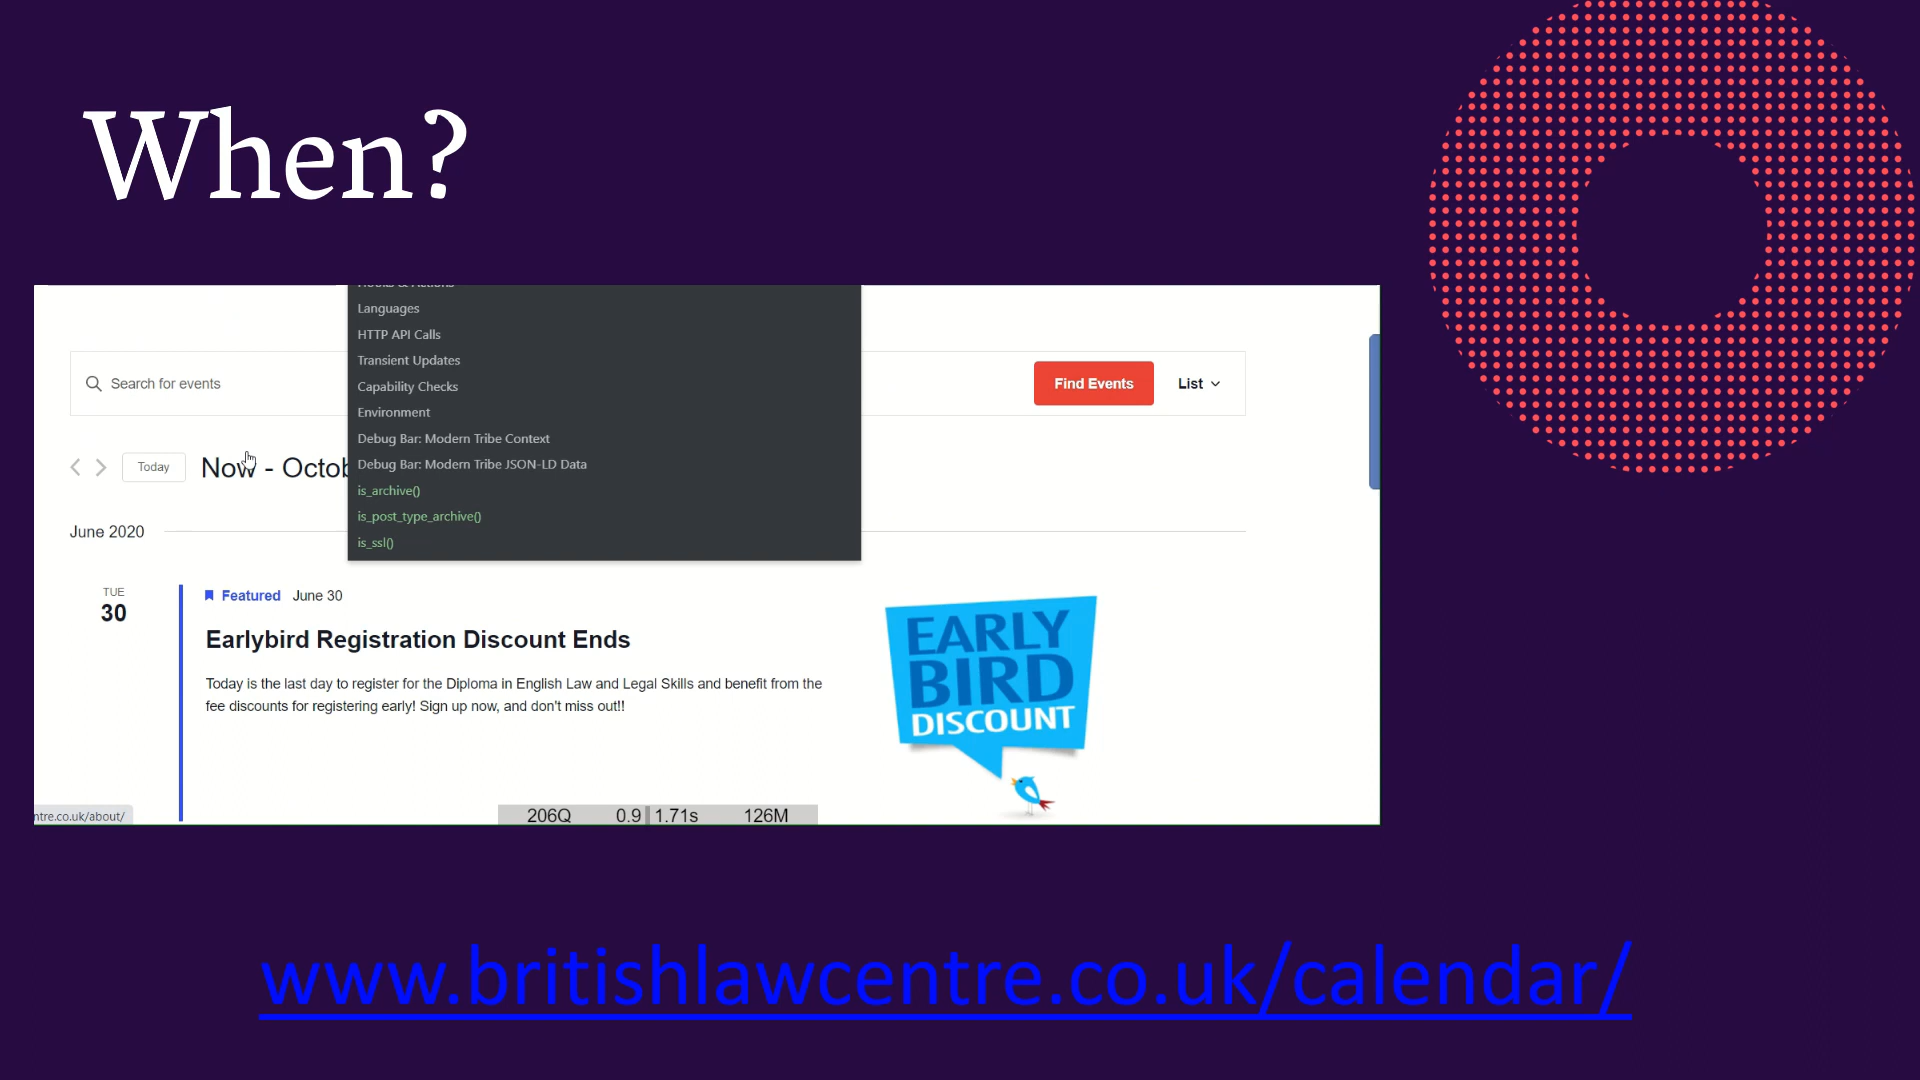 When?
Languages
HTTP API Calls
Transient Updates
Capability Checks
Environment
Debug Bar: Modern Tribe Context
Debug Bar: Modern Tribe JSON-LD Data
is_archive()
is_post_type_archive()
is_ssl()
Search for events
Find Events
List
Today
Now - Octob
June 2020
TUE
30
Featured June 30
Earlybird Registration Discount Ends
Today is the last day to register for the Diploma in English Law and Legal Skills and benefit from the
fee discounts for registering early! Sign up now, and don't miss out!!
EARLY
BIRD
DISCOUNT
ntre.co.uk/about/
206Q 0.9 1.71s 126M
www.britishlawcentre.co.uk/calendar/